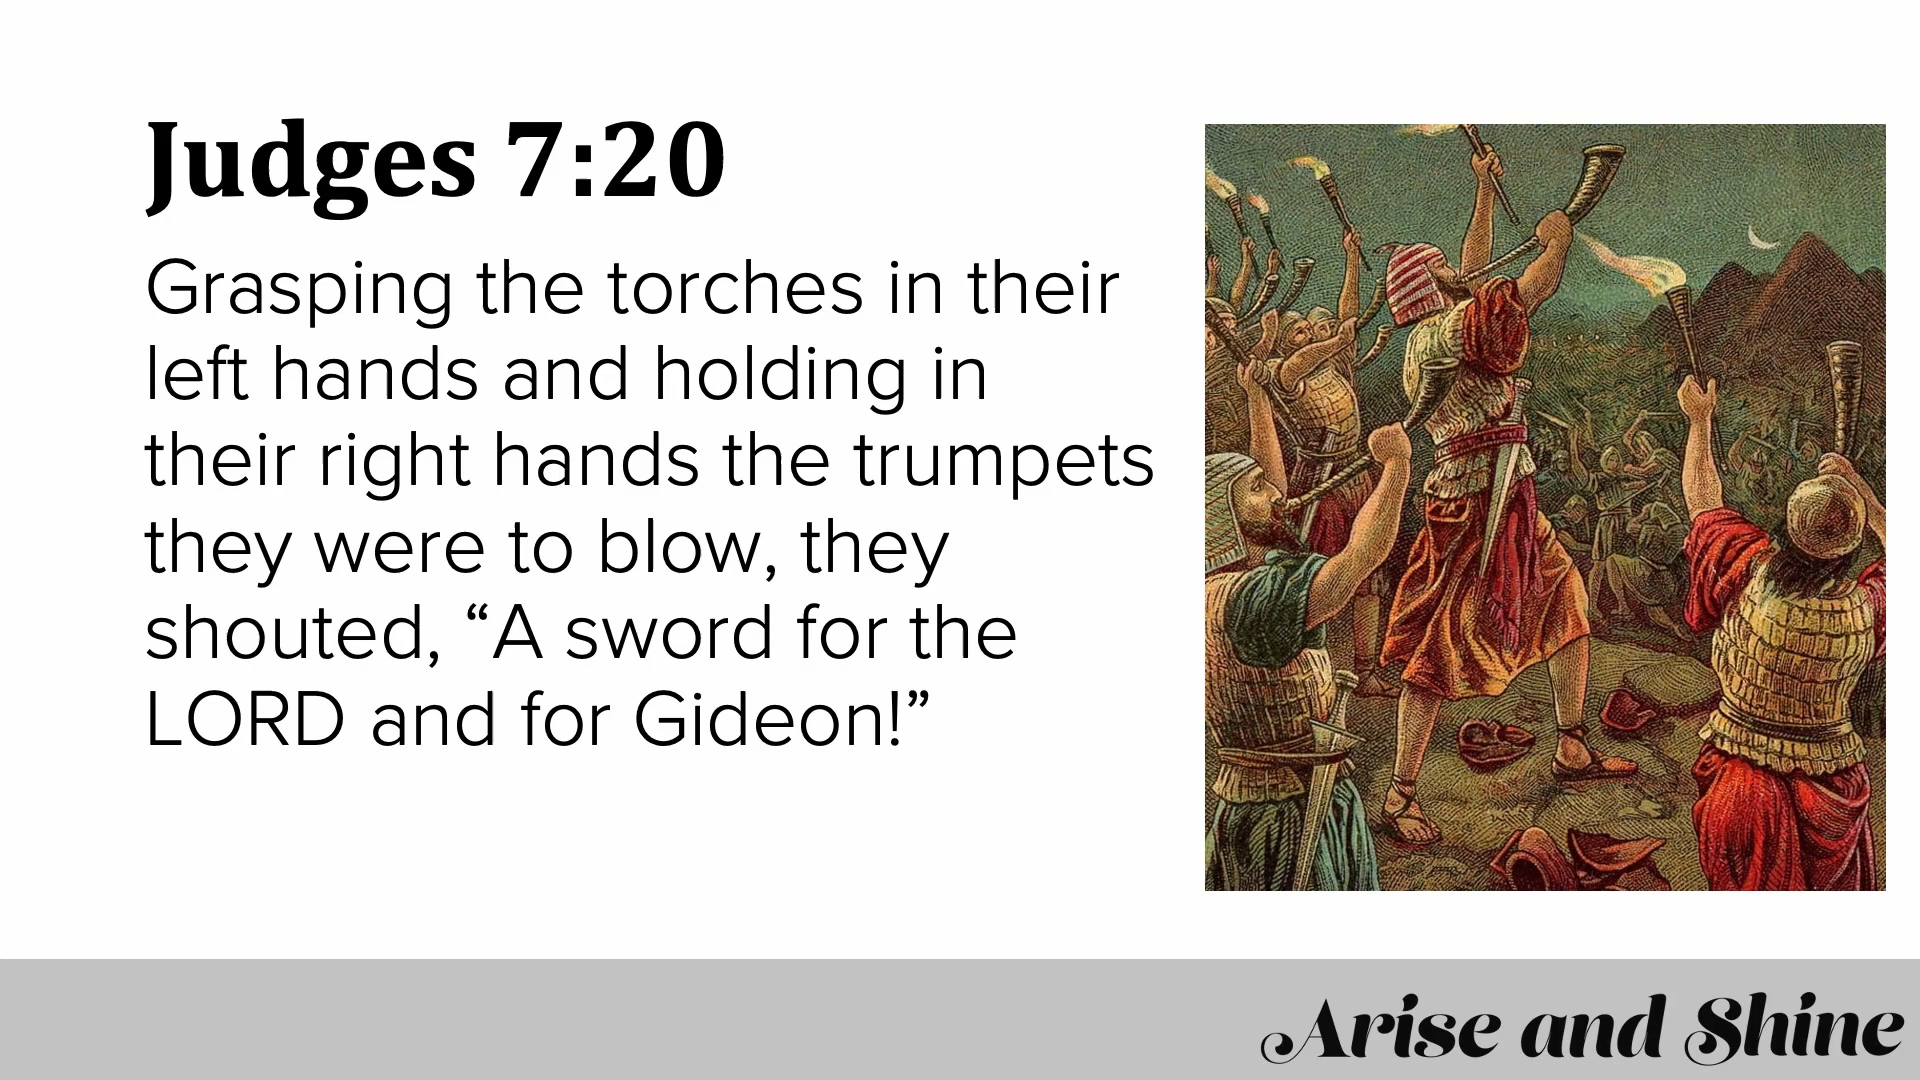 Judges 7:20
Grasping the torches in their
left hands and holding in
their right hands the trumpets
they were to blow, they
shouted, “A sword for the
LORD and for Gideon!”
Arise and Shine